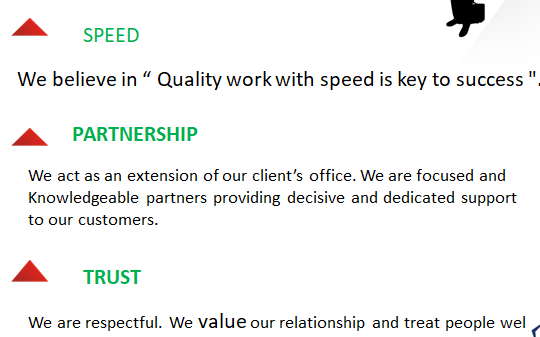 SPEED
We believe in “ Quality work with speed is key to success ".
PARTNERSHIP
We act as an extension of our client’s office. We are focused and
Knowledgeable partners providing decisive and dedicated support
to our customers.
TRUST
We are respectful. We value our relationship and treat people wel